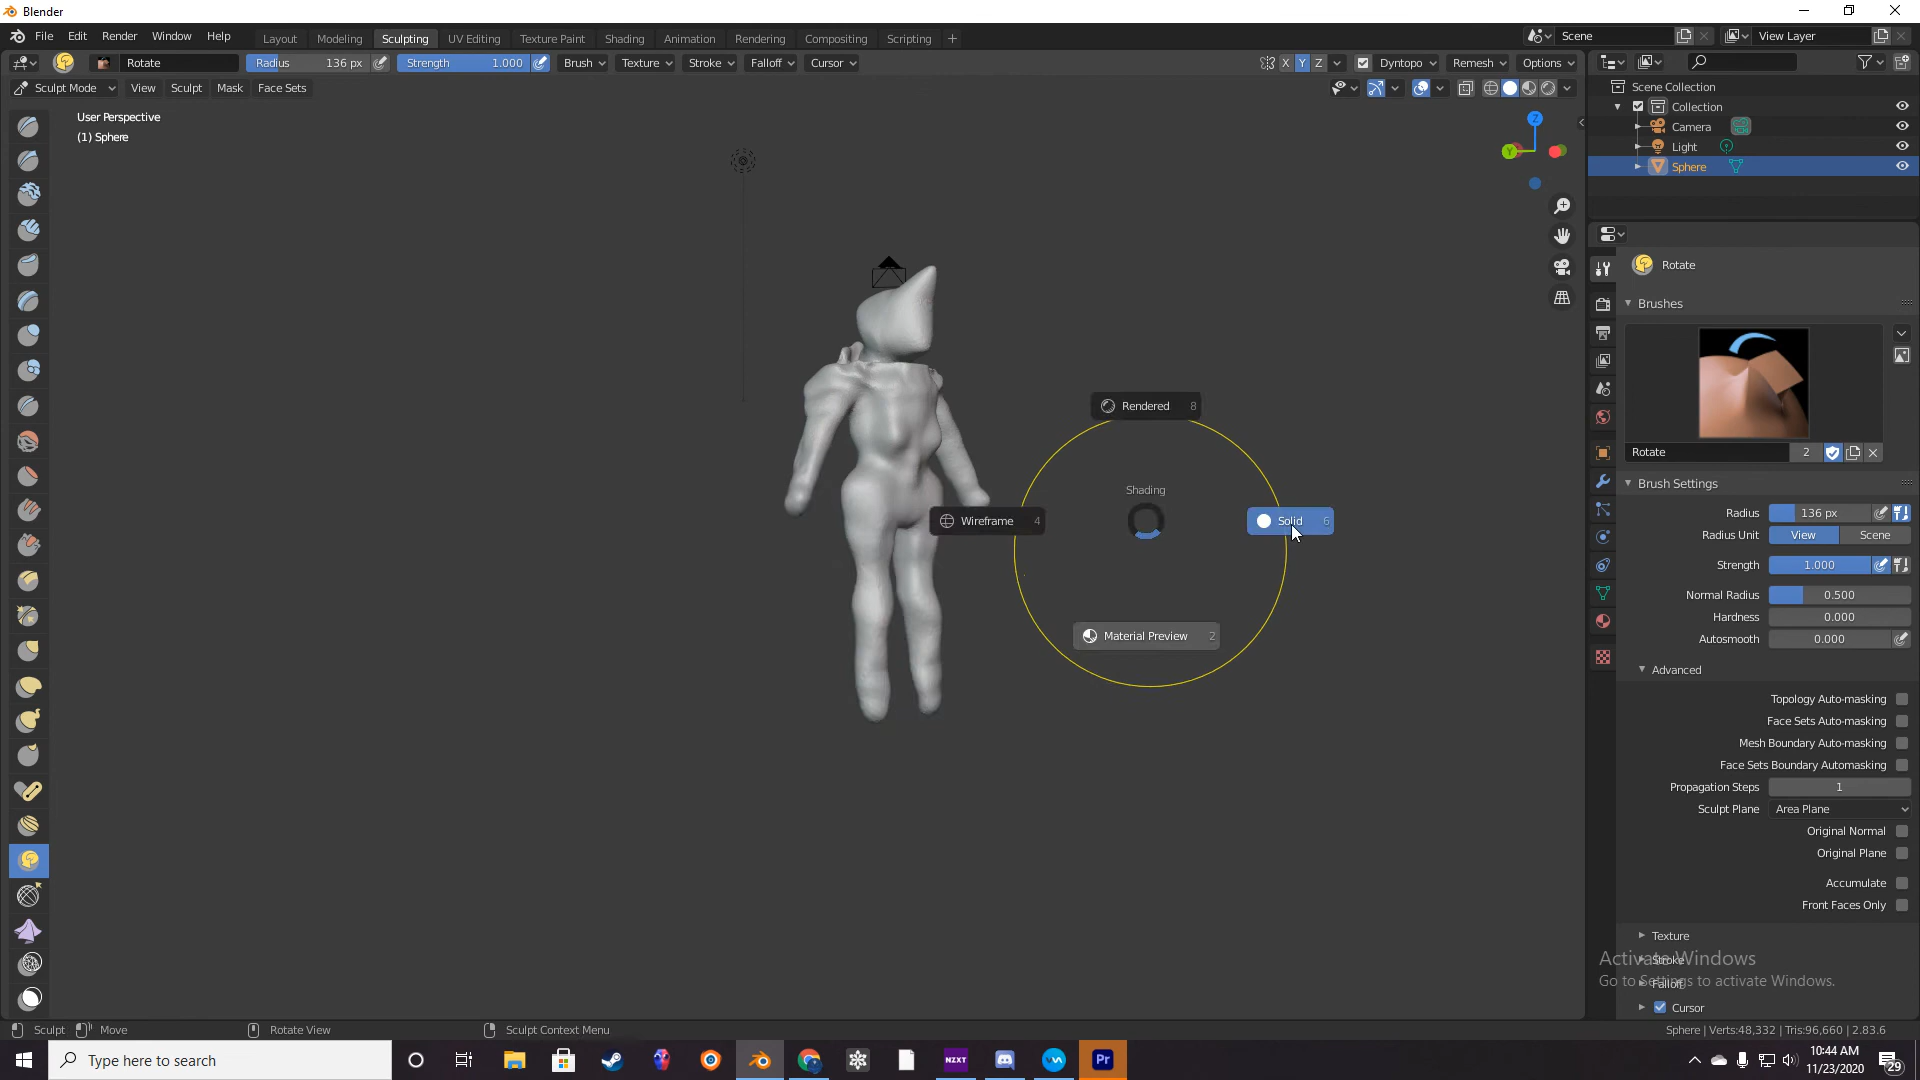 Blender
File Edit Render Window Help
Layout Modeling Sculpting UV Editing Texture Paint Shading Animation Rendering Compositing Scripting +
Scene
View Layer
Rotate
Radius 136 px
Strength 1.000
Brush Texture Stroke Falloff Cursor
X Y Z
Dyntopo Remesh Options
Sculpt Mode View Sculpt Mask Face Sets
User Perspective
(1) Sphere
Z
Y
Scene Collection
Collection
Camera
Light
Sphere
Rotate
Brushes
Rotate 2
Brush Settings
Radius 136 px
Radius Unit View Scene
Strength 1.000
Normal Radius 0.500
Hardness 0.000
Autosmooth 0.000
Advanced
Topology Auto-masking
Face Sets Auto-masking
Mesh Boundary Auto-masking
Face Sets Boundary Automasking
Propagation Steps 1
Sculpt Plane Area Plane
Original Normal
Original Plane
Accumulate
Front Faces Only
Texture
Stroke
Falloff
Cursor
Rendered 8
Shading
Wireframe 4
Solid 6
Material Preview 2
Activate Windows
Go to Settings to activate Windows.
Sculpt Move Rotate View Sculpt Context Menu
Sphere | Verts:48,332 | Tris:96,660 | 2.83.6
Type here to search
NZXT
Pr
10:44 AM
11/23/2020
29